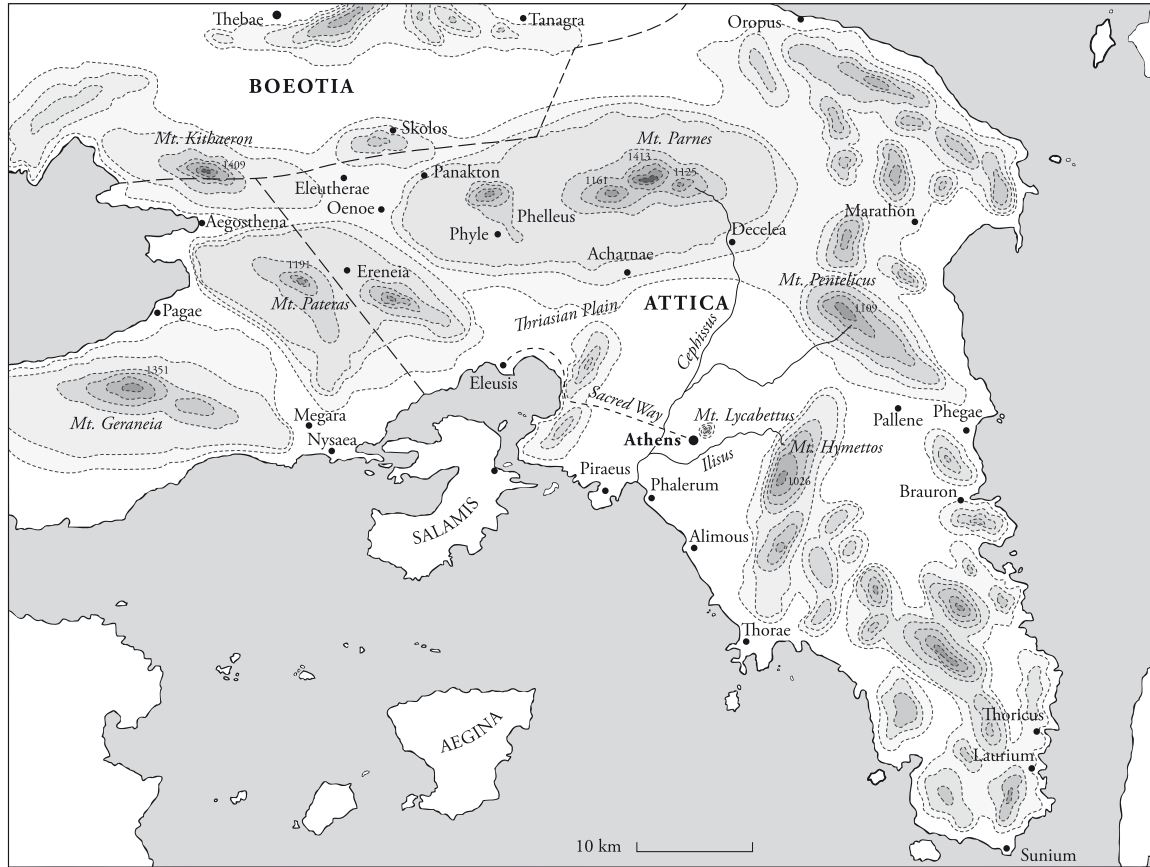 Thebae
Tanagra
Oropus
BOEOTIA
Skolos
Mt. Kithaeron
1409
Mt. Parnes
1413
1161
1125
Panakton
Eleutherae
Oenoe
Aegosthena
Phelleus
Phyle
Marathon
Decelea
Acharnae
1191
Ereneia
Mt. Pateras
Mt. Pentelicus
1109
Pagae
ATTICA
Thriasian Plain
Cephissus
1351
Eleusis
Mt. Geraneia
Sacred Way
Mt. Lycabettus
Pallene
Phegae
Megara
Nysaea
Athens
Mt. Hymettos
Ilisus
1026
Piraeus
Phalerum
Brauron
SALAMIS
Alimous
Thorae
AEGINA
Thoricus
Laurium
10 km
Sunium